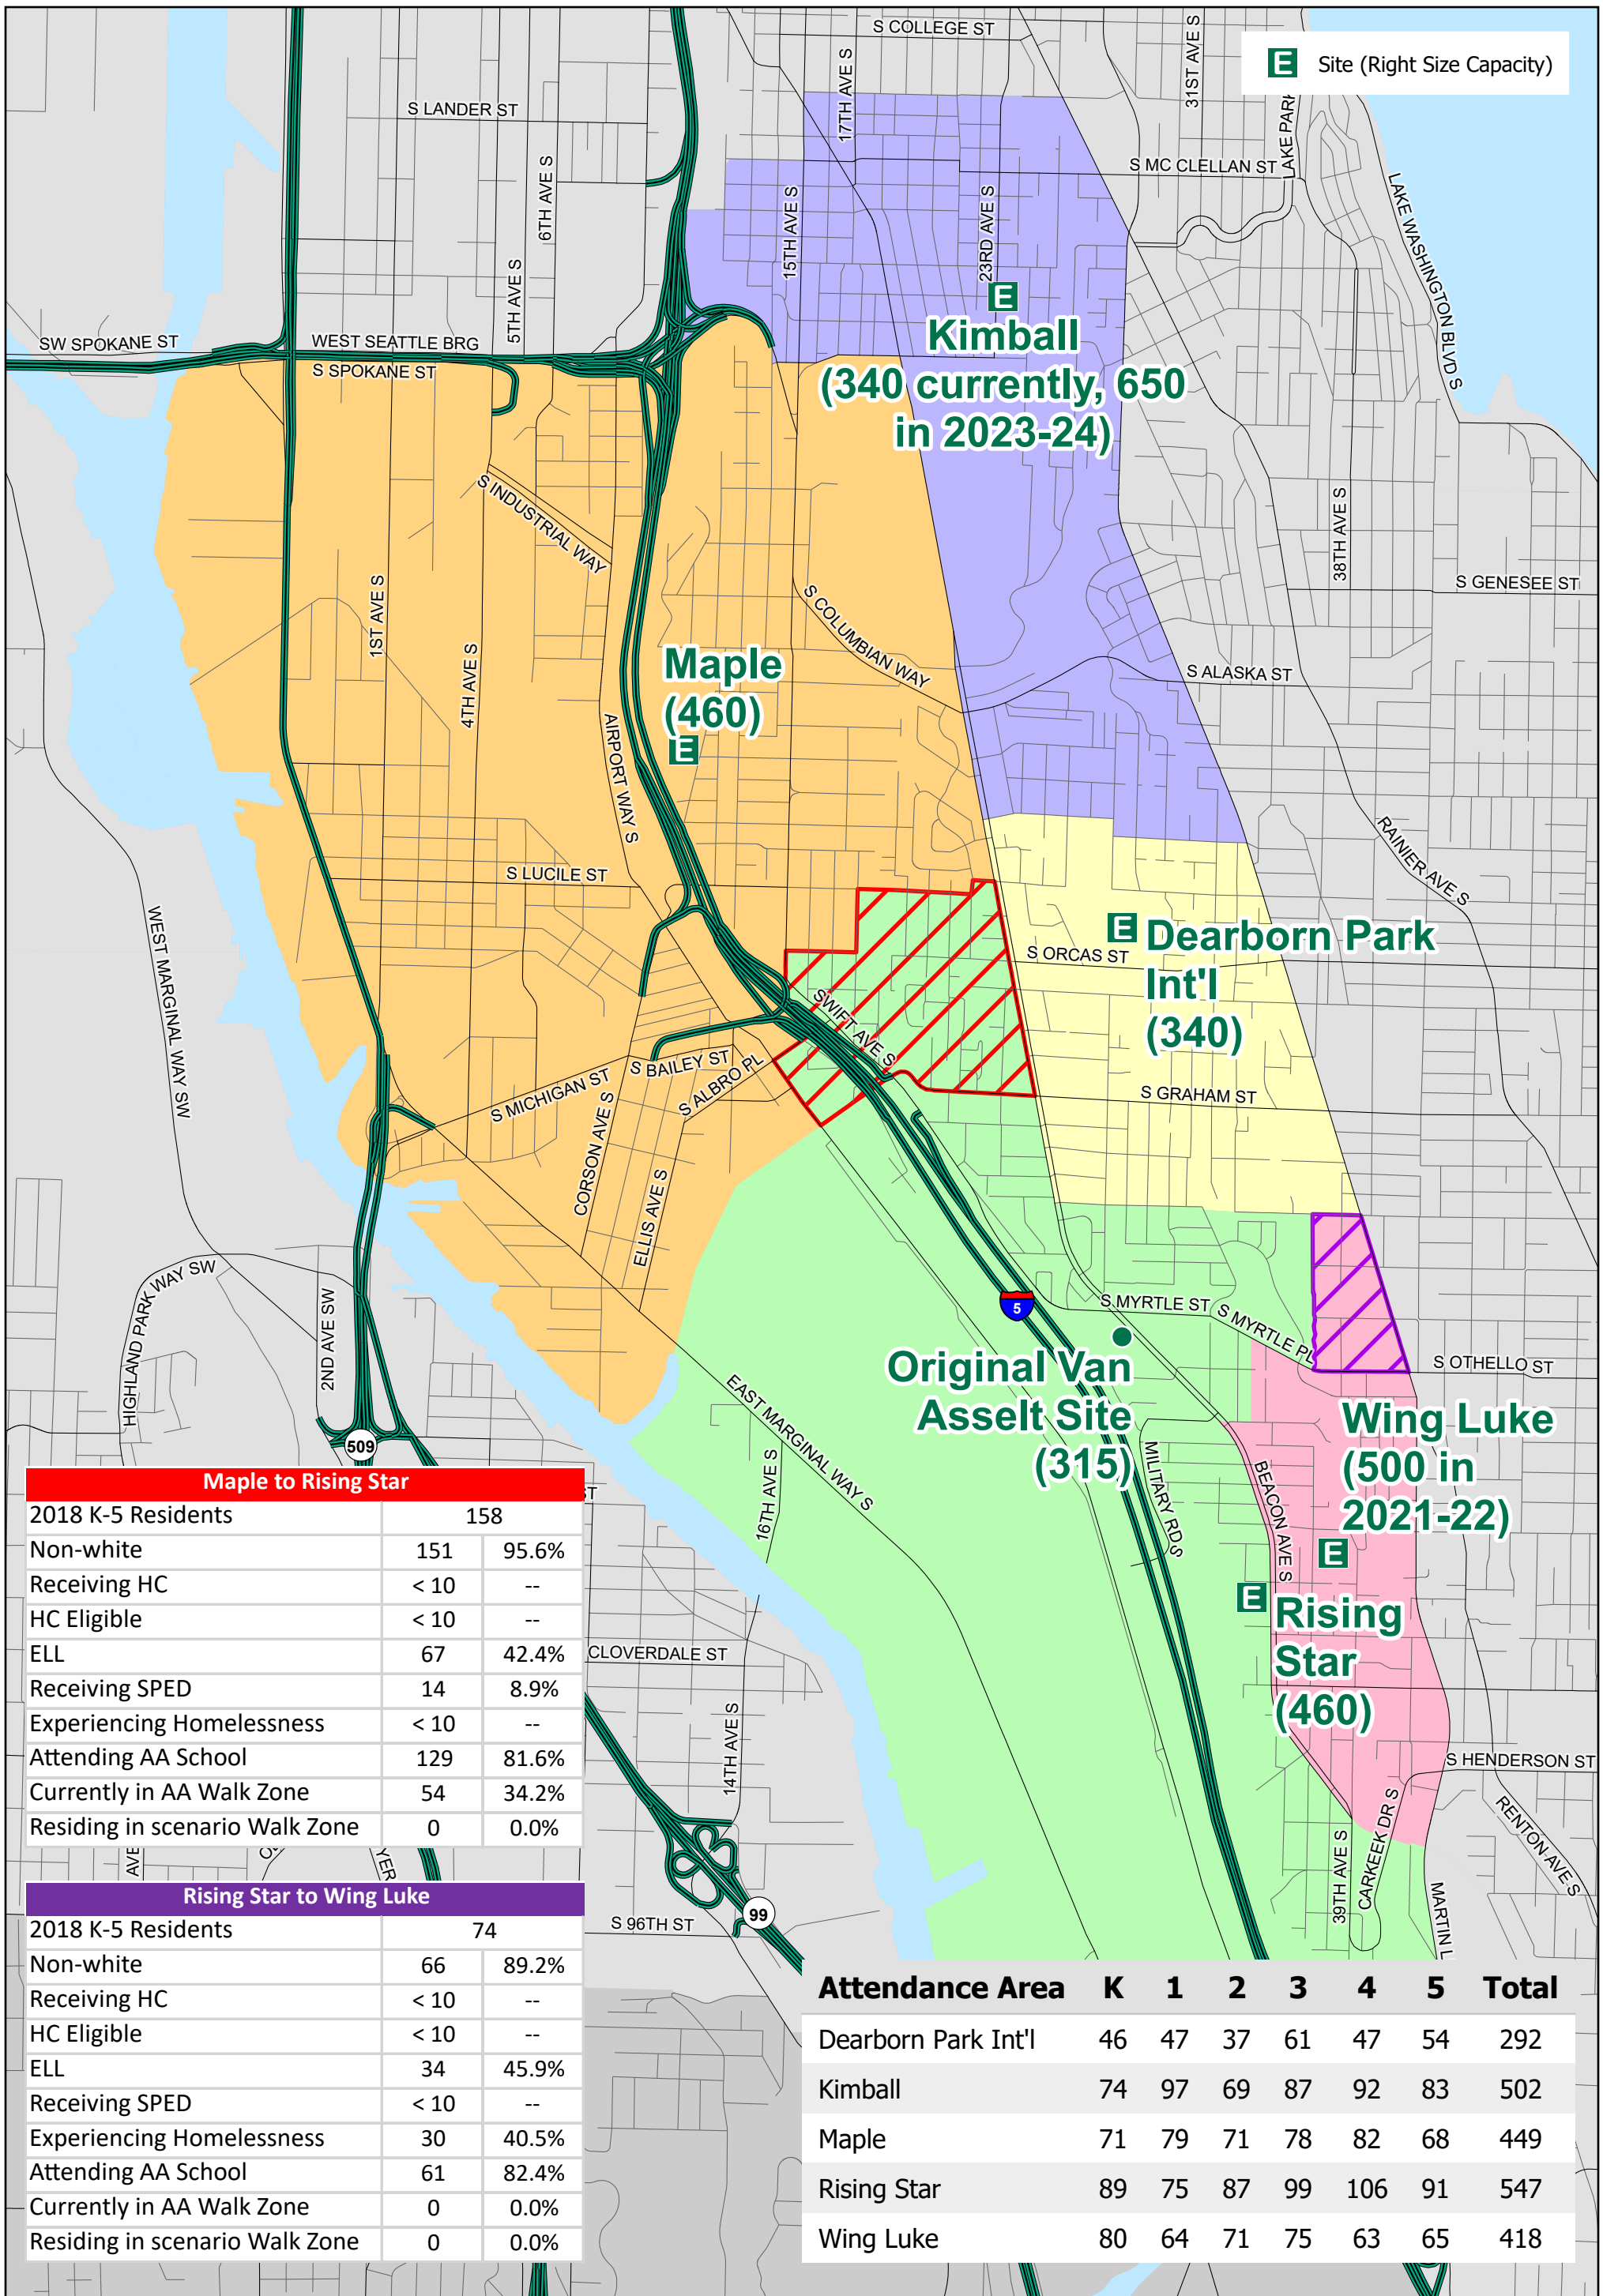 S COLLEGE ST
17TH AVE S
31ST AVE S
E Site (Right Size Capacity)
S LANDER ST
LAKE PARK
6TH AVE S
S MC CLELLAN ST
LAKE WASHINGTON BLVD S
15TH AVE S
23RD AVE S
5TH AVE S
E
Kimball
(340 currently, 650
in 2023-24)
SW SPOKANE ST
WEST SEATTLE BRG
S SPOKANE ST
S INDUSTRIAL WAY
38TH AVE S
S GENESEE ST
1ST AVE S
S COLUMBIAN WAY
4TH AVE S
Maple
(460)
E
S ALASKA ST
AIRPORT WAY S
RAINIER AVE S
S LUCILE ST
WEST MARGINAL WAY SW
E Dearborn Park
Int'l
(340)
S ORCAS ST
SWIFT AVE S
S BAILEY ST
S ALBRO PL
S MICHIGAN ST
S GRAHAM ST
CORSON AVE S
ELLIS AVE S
HIGHLAND PARK WAY SW
2ND AVE SW
5
S MYRTLE ST
S MYRTLE PL
S OTHELLO ST
Original Van
Asselt Site
(315)
EAST MARGINAL WAY S
16TH AVE S
MILITARY RD S
BEACON AVE S
Wing Luke
(500 in
2021-22)
E
E
Rising
Star
(460)
509
ST
CLOVERDALE ST
14TH AVE S
S HENDERSON ST
RENTON AVE S
39TH AVE S
CARKEEK DR S
MARTIN L
AVE
YER
99
S 96TH ST
Maple to Rising Star
2018 K-5 Residents 158
Non-white 151 95.6%
Receiving HC < 10 --
HC Eligible < 10 --
ELL 67 42.4%
Receiving SPED 14 8.9%
Experiencing Homelessness < 10 --
Attending AA School 129 81.6%
Currently in AA Walk Zone 54 34.2%
Residing in scenario Walk Zone 0 0.0%
Rising Star to Wing Luke
2018 K-5 Residents 74
Non-white 66 89.2%
Receiving HC < 10 --
HC Eligible < 10 --
ELL 34 45.9%
Receiving SPED < 10 --
Experiencing Homelessness 30 40.5%
Attending AA School 61 82.4%
Currently in AA Walk Zone 0 0.0%
Residing in scenario Walk Zone 0 0.0%
Attendance Area K 1 2 3 4 5 Total
Dearborn Park Int'l 46 47 37 61 47 54 292
Kimball 74 97 69 87 92 83 502
Maple 71 79 71 78 82 68 449
Rising Star 89 75 87 99 106 91 547
Wing Luke 80 64 71 75 63 65 418